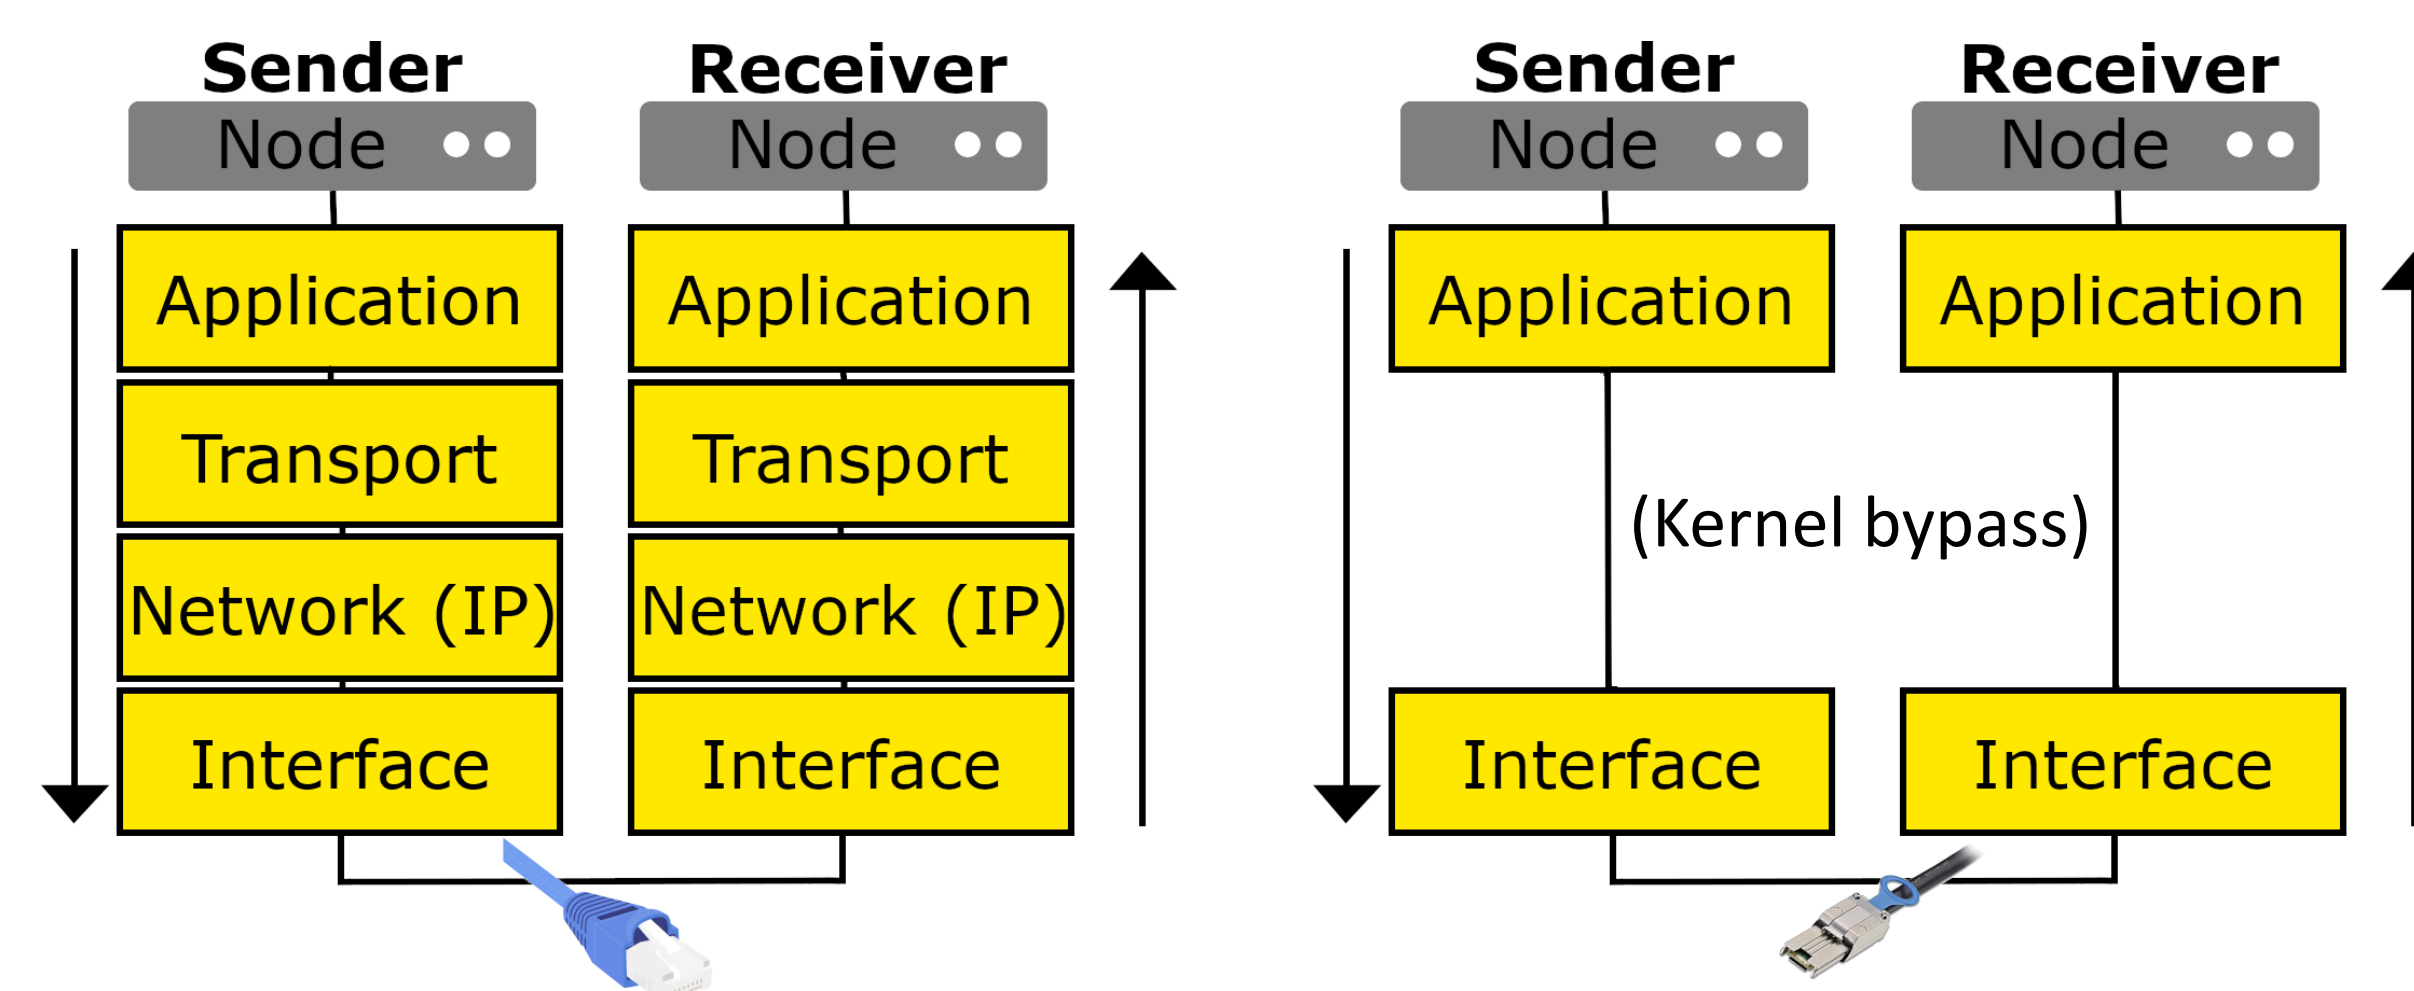 Sender
Receiver
Node
Node
Application
Application
Transport
Transport
Network (IP)
Network (IP)
Interface
Interface
Sender
Receiver
Node
Node
Application
Application
(Kernel bypass)
Interface
Interface